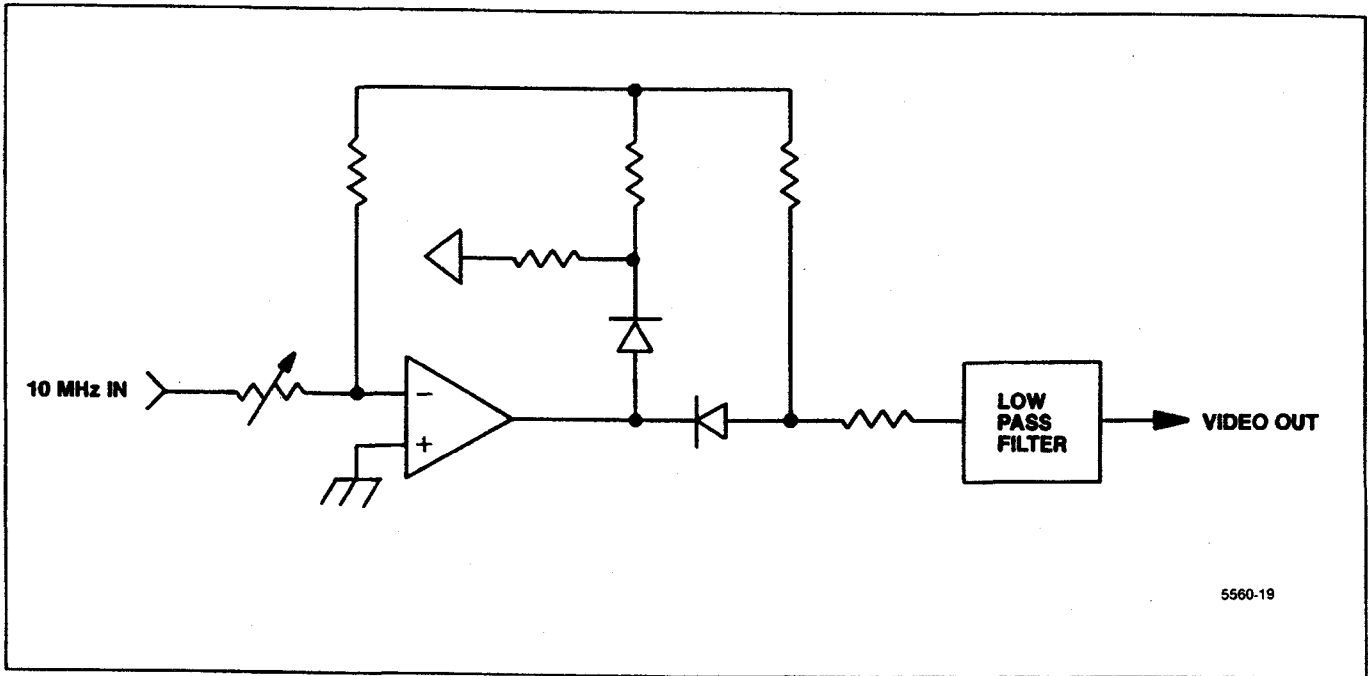 10 MHz IN
−
+
LOW
PASS
FILTER
VIDEO OUT
5560-19